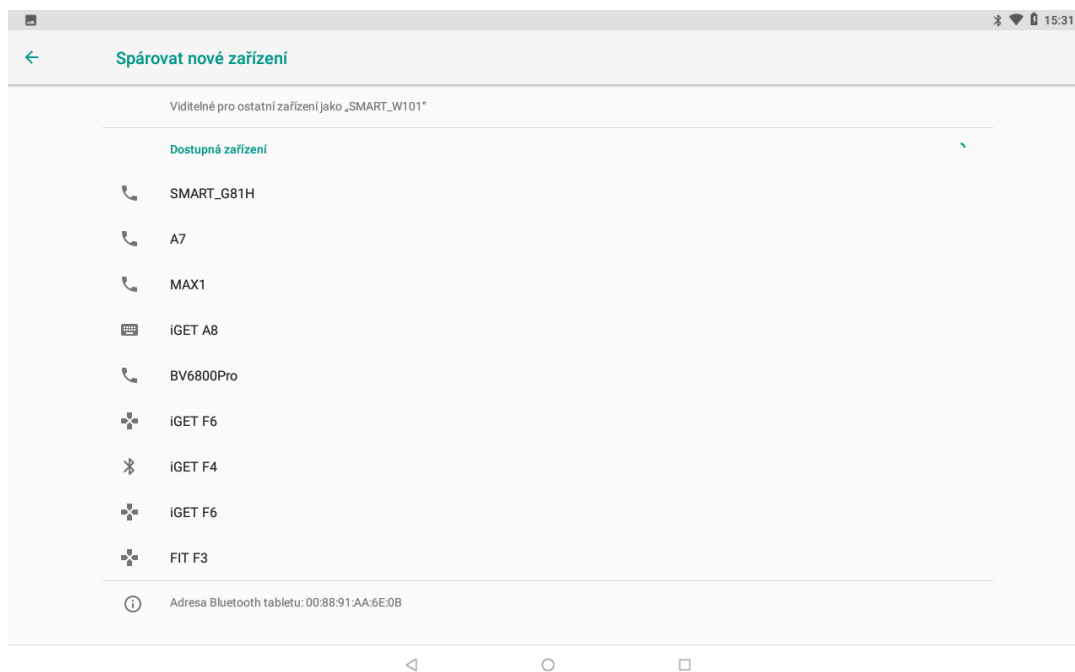 15:31
Spárovat nové zařízení
Viditelné pro ostatní zařízení jako „SMART_W101“
Dostupná zařízení
SMART_G81H
A7
MAX1
iGET A8
BV6800Pro
iGET F6
iGET F4
iGET F6
FIT F3
Adresa Bluetooth tabletu: 00:88:91:AA:6E:0B